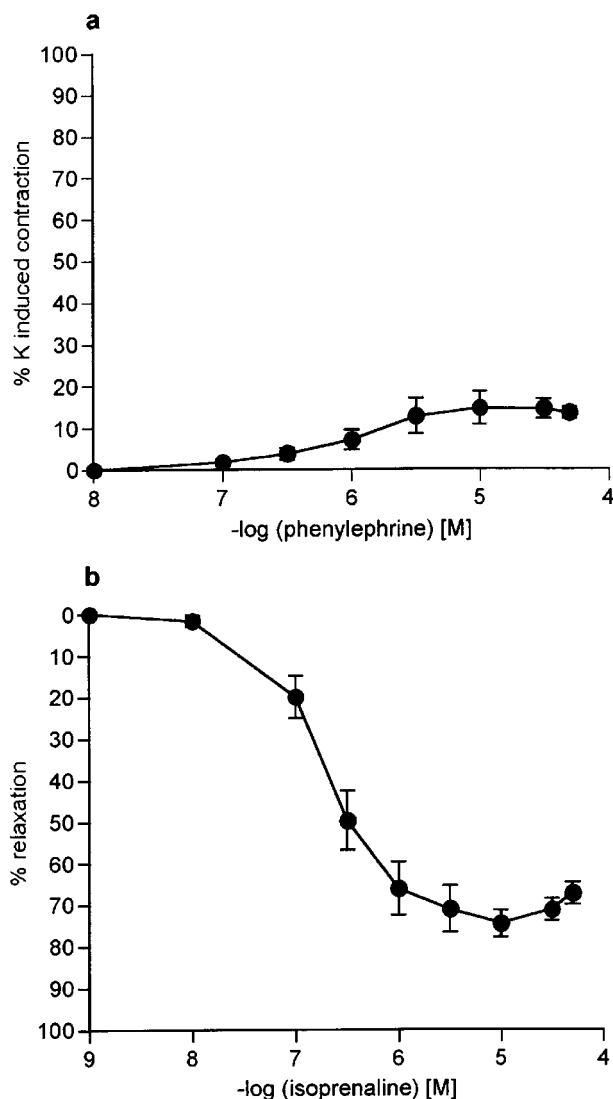 a
100
90
80
70
60
50
40
30
20
10
0
% K induced contraction
8 7 6 5 4
-log (phenylephrine) [M]
b
0
10
20
30
40
50
60
70
80
90
100
% relaxation
9 8 7 6 5 4
-log (isoprenaline) [M]